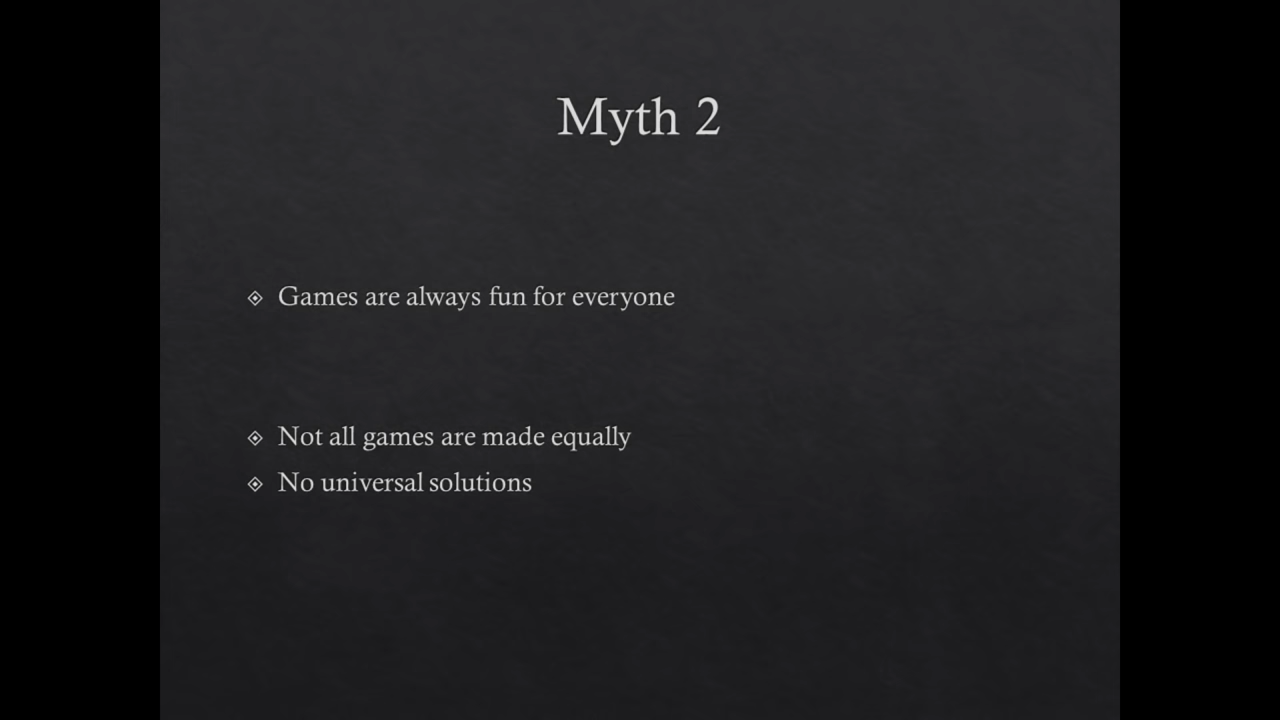 Myth 2
Games are always fun for everyone
Not all games are made equally
No universal solutions